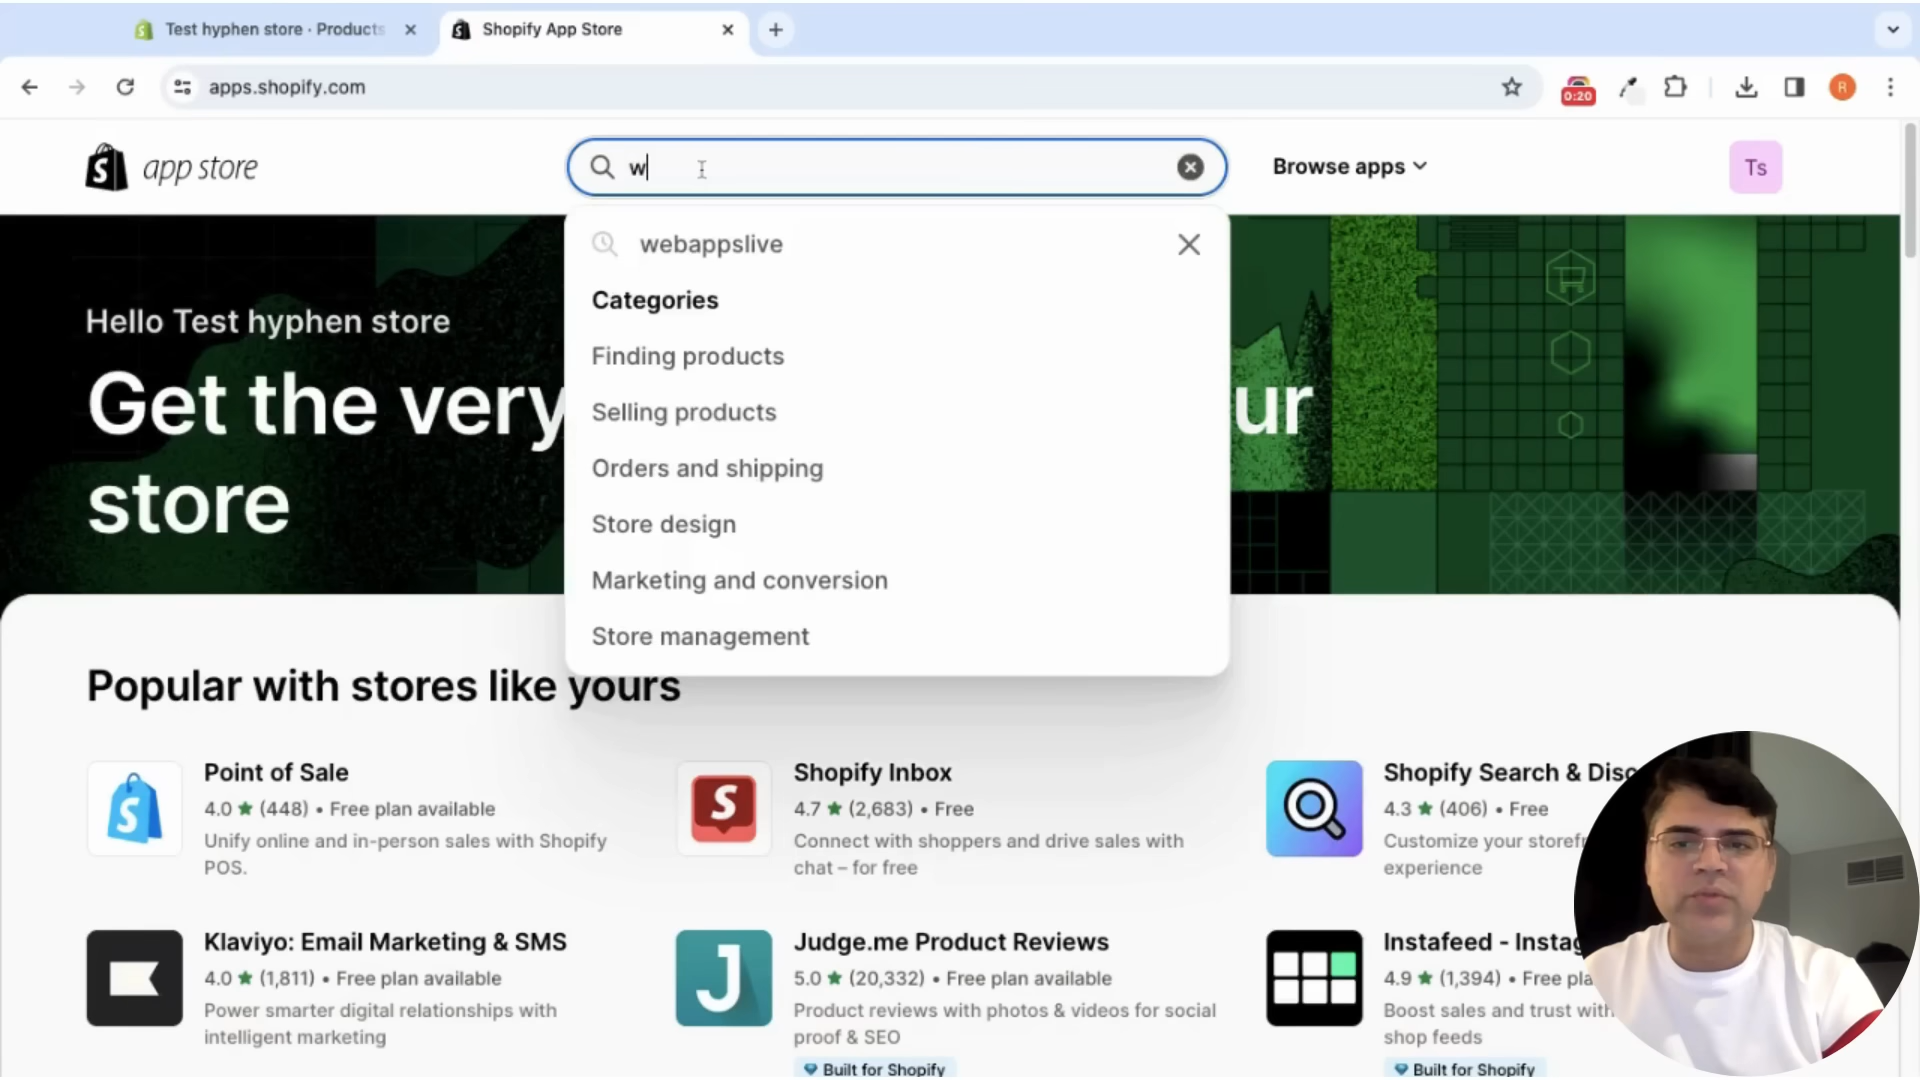 Test hyphen store · Products
Shopify App Store
apps.shopify.com
0:20
R
app store
w
Browse apps
Ts
webappslive
Categories
Finding products
Selling products
Orders and shipping
Store design
Marketing and conversion
Store management
Hello Test hyphen store
Get the very ur
store
Popular with stores like yours
Point of Sale
4.0 ★ (448) • Free plan available
Unify online and in-person sales with Shopify
POS.
Shopify Inbox
4.7 ★ (2,683) • Free
Connect with shoppers and drive sales with
chat – for free
Shopify Search & Disc
4.3 ★ (406) • Free
Customize your storef
experience
Klaviyo: Email Marketing & SMS
4.0 ★ (1,811) • Free plan available
Power smarter digital relationships with
intelligent marketing
Judge.me Product Reviews
5.0 ★ (20,332) • Free plan available
Product reviews with photos & videos for social
proof & SEO
Built for Shopify
Instafeed - Instag
4.9 ★ (1,394) • Free pla
Boost sales and trust with
shop feeds
Built for Shopify